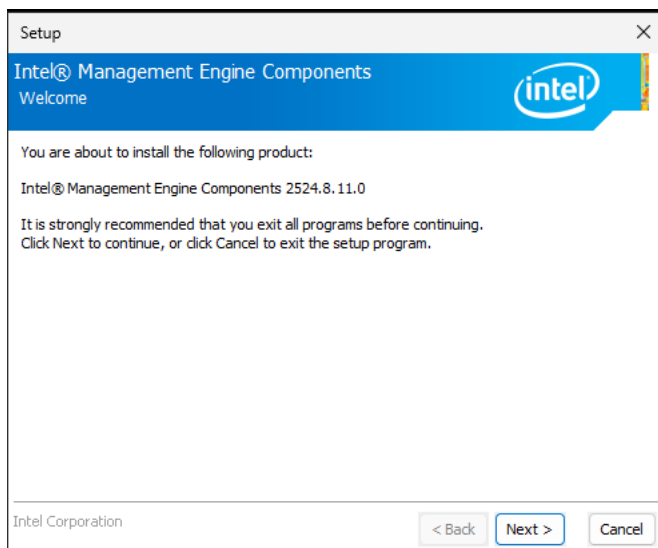 Setup
Intel® Management Engine Components
Welcome
intel
You are about to install the following product:
Intel® Management Engine Components 2524.8.11.0
It is strongly recommended that you exit all programs before continuing.
Click Next to continue, or click Cancel to exit the setup program.
Intel Corporation
< Back
Next >
Cancel